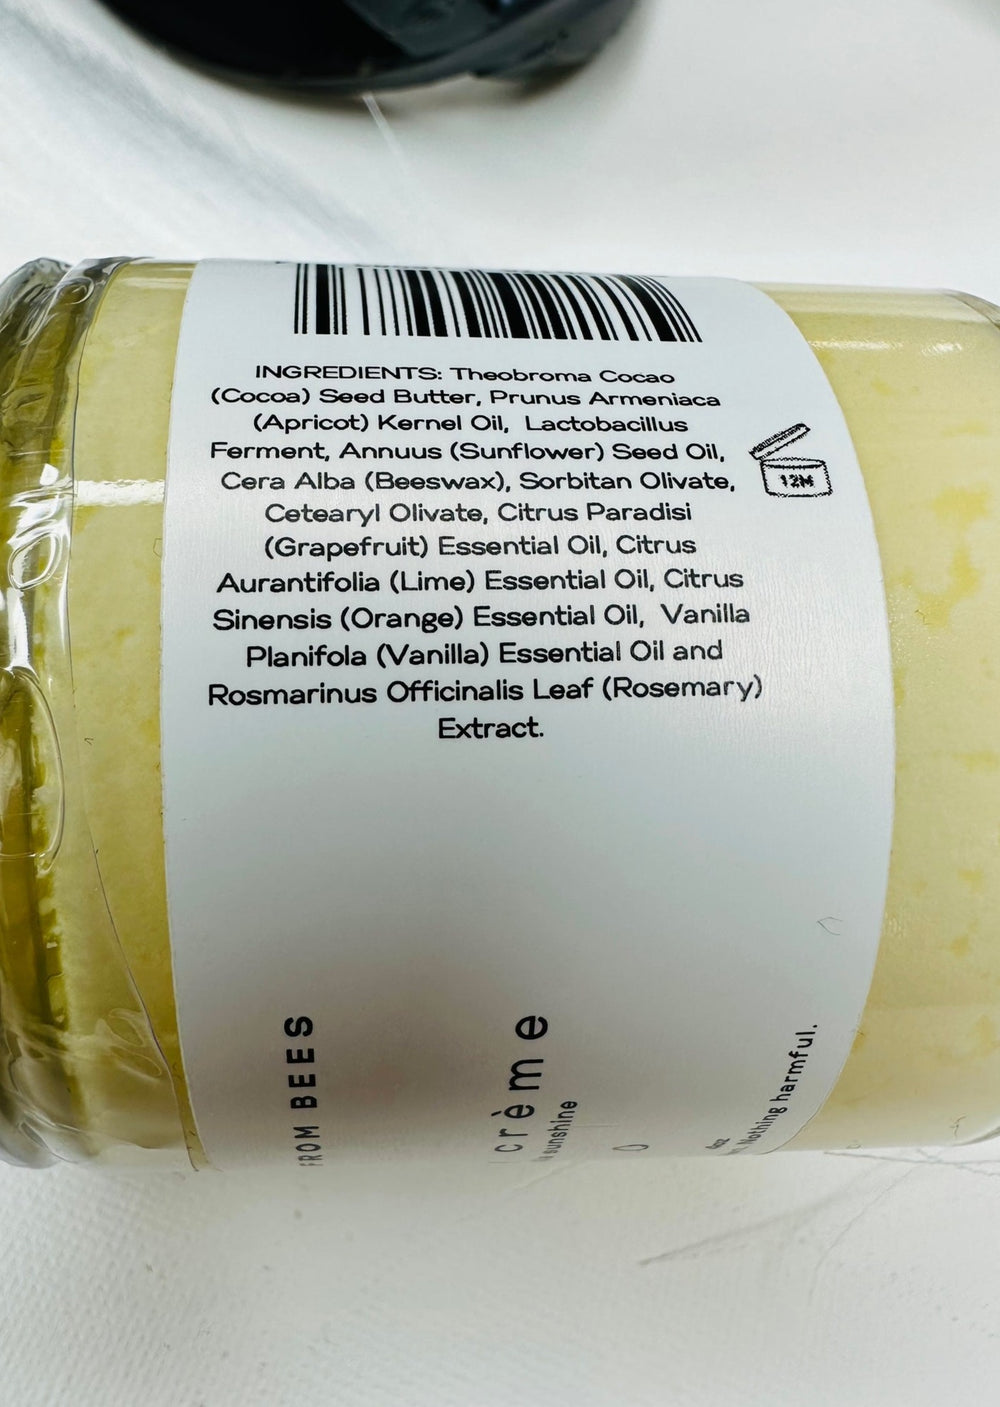 INGREDIENTS: Theobroma Cocao
(Cocoa) Seed Butter, Prunus Armeniaca
(Apricot) Kernel Oil, Lactobacillus
Ferment, Annuus (Sunflower) Seed Oil,
Cera Alba (Beeswax), Sorbitan Olivate,
Cetearyl Olivate, Citrus Paradisi
(Grapefruit) Essential Oil, Citrus
Aurantifolia (Lime) Essential Oil, Citrus
Sinensis (Orange) Essential Oil, Vanilla
Planifola (Vanilla) Essential Oil and
Rosmarinus Officinalis Leaf (Rosemary)
Extract.
12M
FROM BEES
crème
sunshine
Nothing harmful.